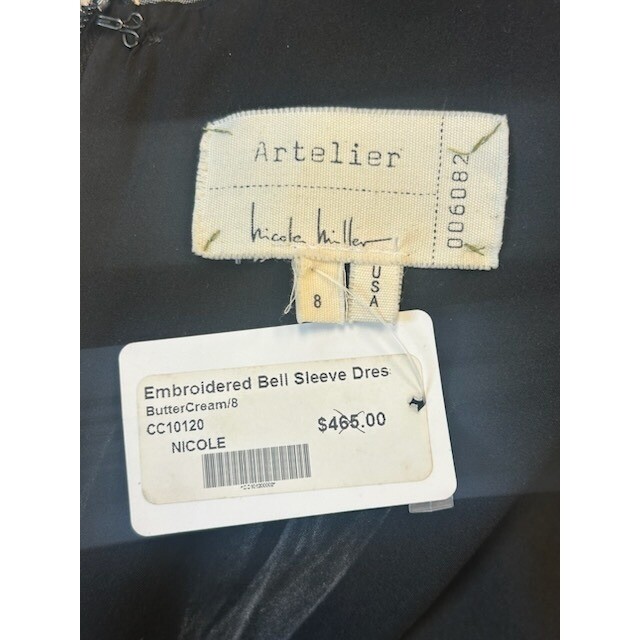 Artelier
nicole miller
006082
8
USA
Embroidered Bell Sleeve Dres
ButterCream/8
CC10120
$465.00
NICOLE